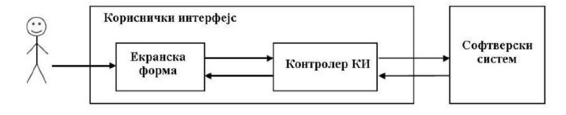 Кориснички интерфејс
Екранска
форма
Контролер КИ
Софтверски
систем